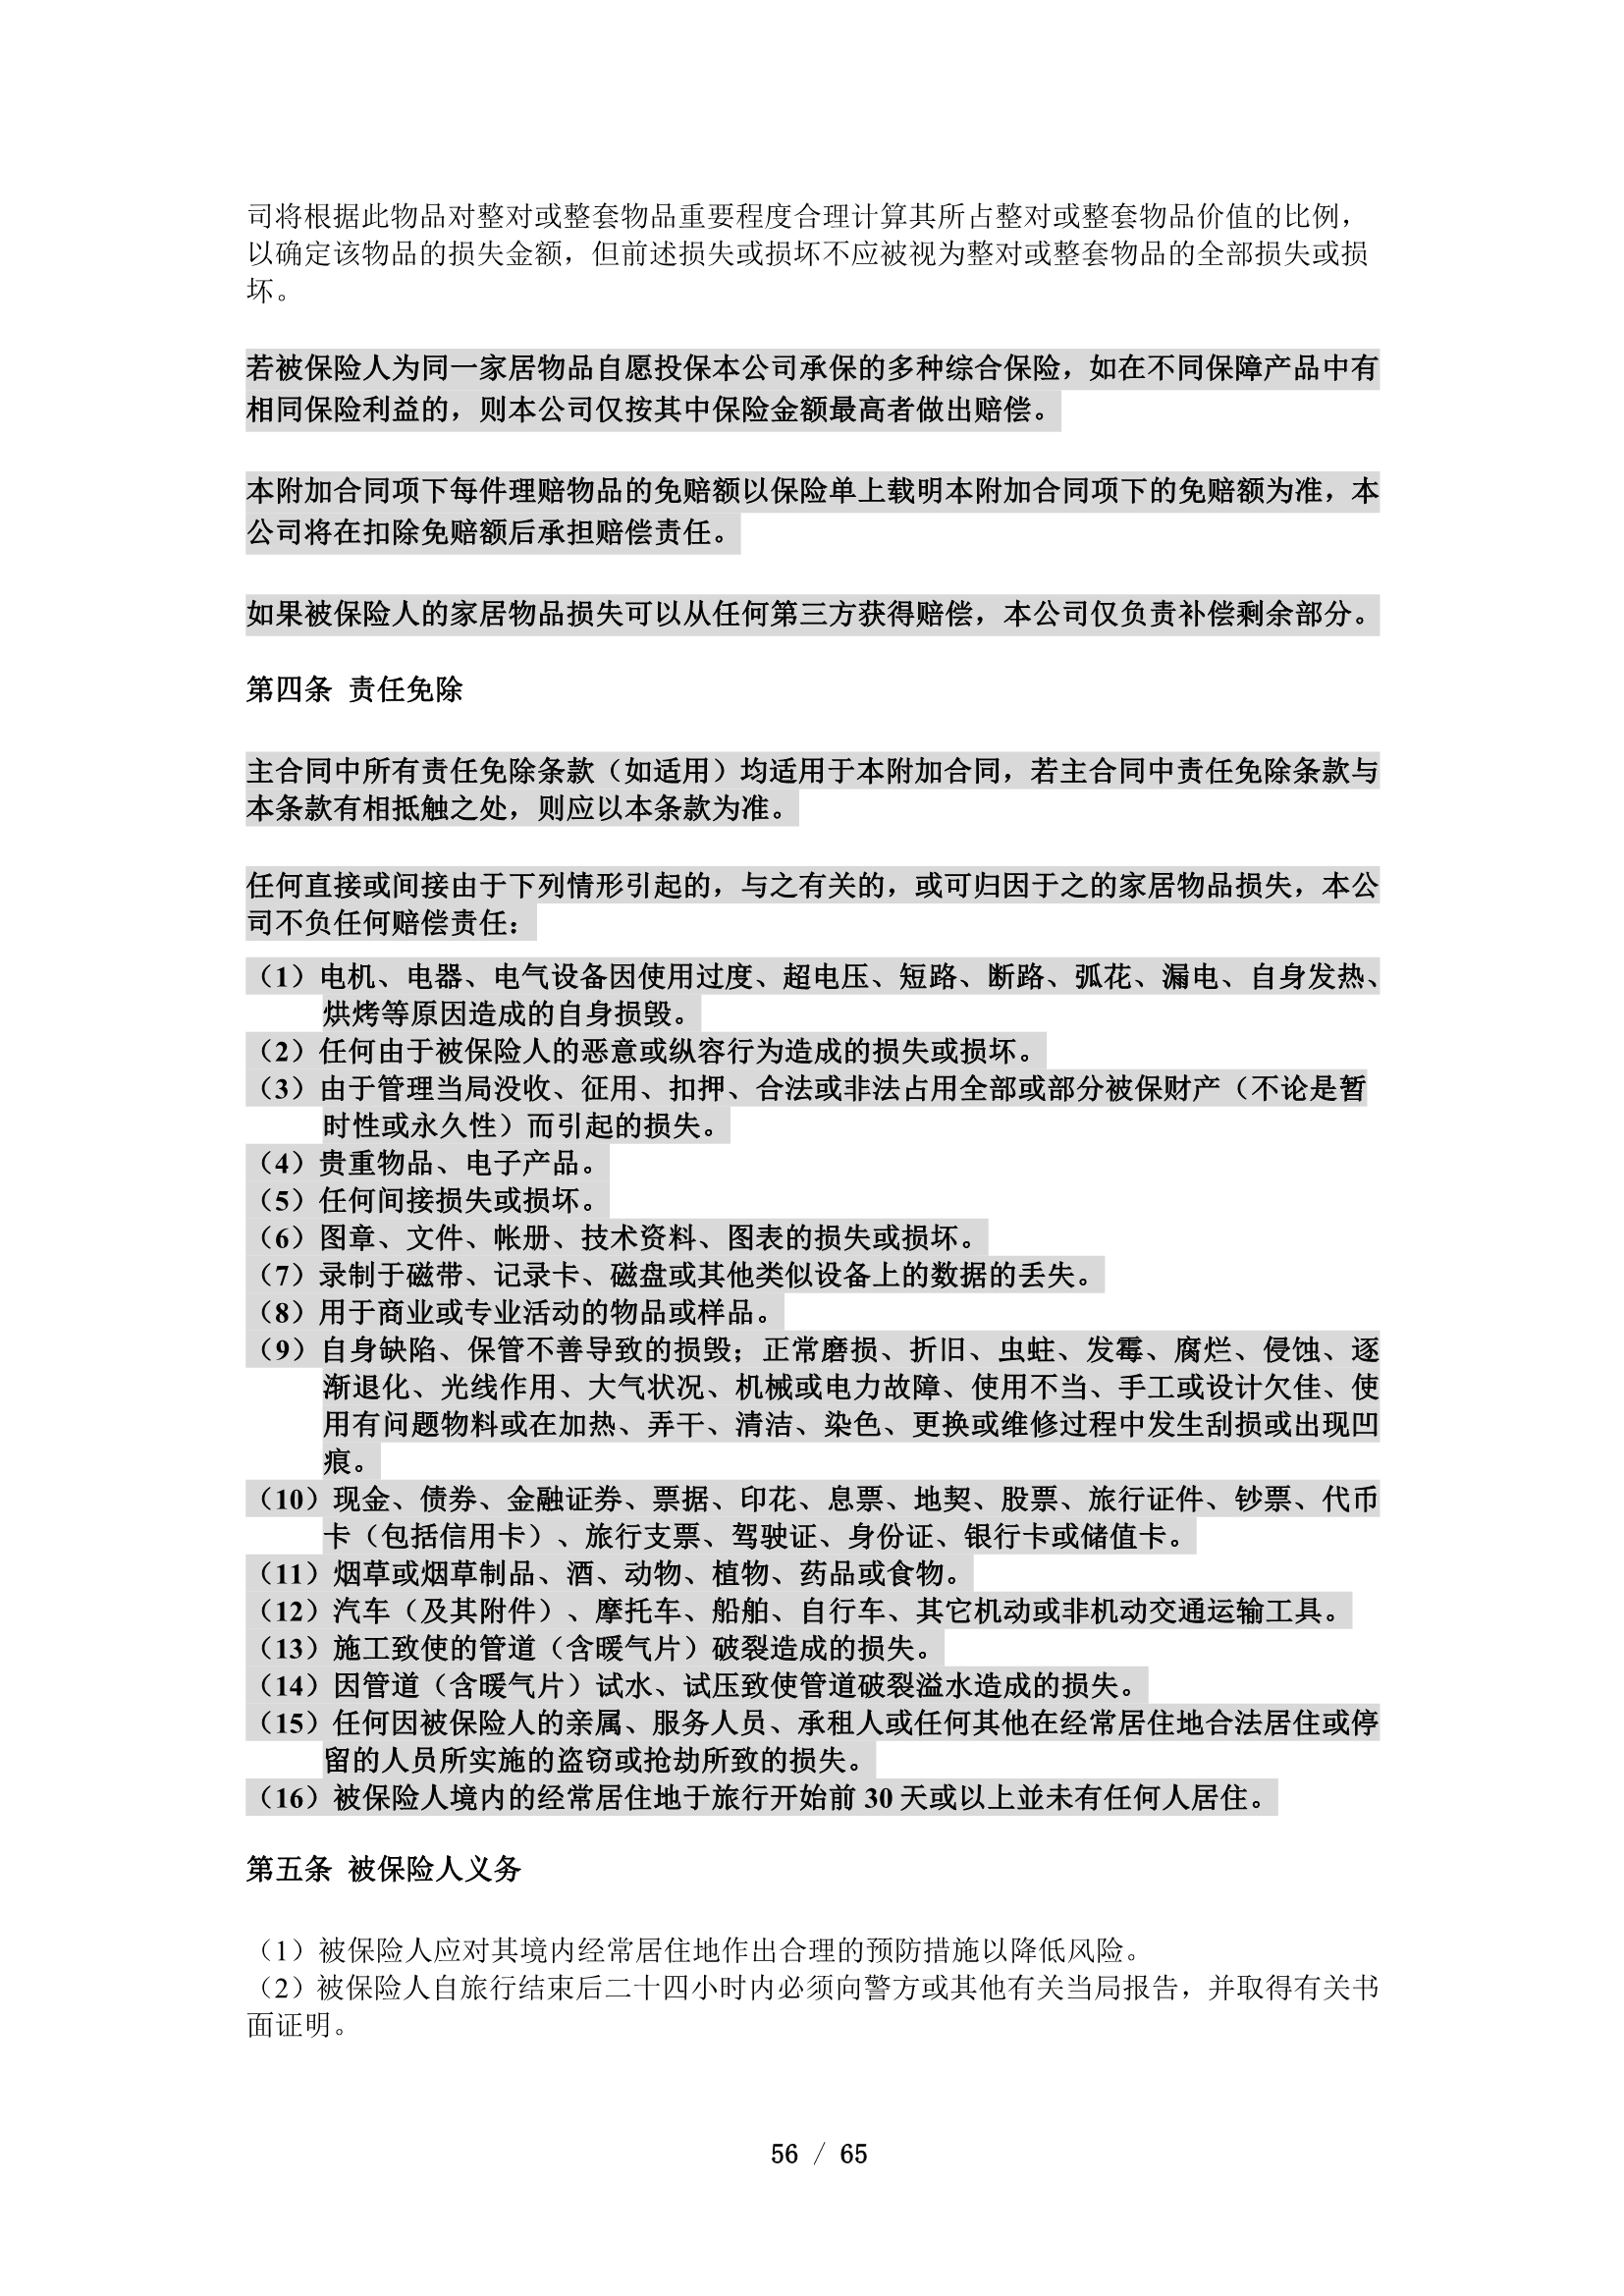 司将根据此物品对整对或整套物品重要程度合理计算其所占整对或整套物品价值的比例，
以确定该物品的损失金额，但前述损失或损坏不应被视为整对或整套物品的全部损失或损
坏。
若被保险人为同一家居物品自愿投保本公司承保的多种综合保险，如在不同保障产品中有
相同保险利益的，则本公司仅按其中保险金额最高者做出赔偿。
本附加合同项下每件理赔物品的免赔额以保险单上载明本附加合同项下的免赔额为准，本
公司将在扣除免赔额后承担赔偿责任。
如果被保险人的家居物品损失可以从任何第三方获得赔偿，本公司仅负责补偿剩余部分。
第四条 责任免除
主合同中所有责任免除条款（如适用）均适用于本附加合同，若主合同中责任免除条款与
本条款有相抵触之处，则应以本条款为准。
任何直接或间接由于下列情形引起的，与之有关的，或可归因于之的家居物品损失，本公
司不负任何赔偿责任：
（1）电机、电器、电气设备因使用过度、超电压、短路、断路、弧花、漏电、自身发热、
烘烤等原因造成的自身损毁。
（2）任何由于被保险人的恶意或纵容行为造成的损失或损坏。
（3）由于管理当局没收、征用、扣押、合法或非法占用全部或部分被保财产（不论是暂
时性或永久性）而引起的损失。
（4）贵重物品、电子产品。
（5）任何间接损失或损坏。
（6）图章、文件、帐册、技术资料、图表的损失或损坏。
（7）录制于磁带、记录卡、磁盘或其他类似设备上的数据的丢失。
（8）用于商业或专业活动的物品或样品。
（9）自身缺陷、保管不善导致的损毁；正常磨损、折旧、虫蛀、发霉、腐烂、侵蚀、逐
渐退化、光线作用、大气状况、机械或电力故障、使用不当、手工或设计欠佳、使
用有问题物料或在加热、弄干、清洁、染色、更换或维修过程中发生刮损或出现凹
痕。
（10）现金、债券、金融证券、票据、印花、息票、地契、股票、旅行证件、钞票、代币
卡（包括信用卡）、旅行支票、驾驶证、身份证、银行卡或储值卡。
（11）烟草或烟草制品、酒、动物、植物、药品或食物。
（12）汽车（及其附件）、摩托车、船舶、自行车、其它机动或非机动交通运输工具。
（13）施工致使的管道（含暖气片）破裂造成的损失。
（14）因管道（含暖气片）试水、试压致使管道破裂溢水造成的损失。
（15）任何因被保险人的亲属、服务人员、承租人或任何其他在经常居住地合法居住或停
留的人员所实施的盗窃或抢劫所致的损失。
（16）被保险人境内的经常居住地于旅行开始前 30 天或以上並未有任何人居住。
第五条 被保险人义务
（1）被保险人应对其境内经常居住地作出合理的预防措施以降低风险。
（2）被保险人自旅行结束后二十四小时内必须向警方或其他有关当局报告，并取得有关书
面证明。
56 / 65